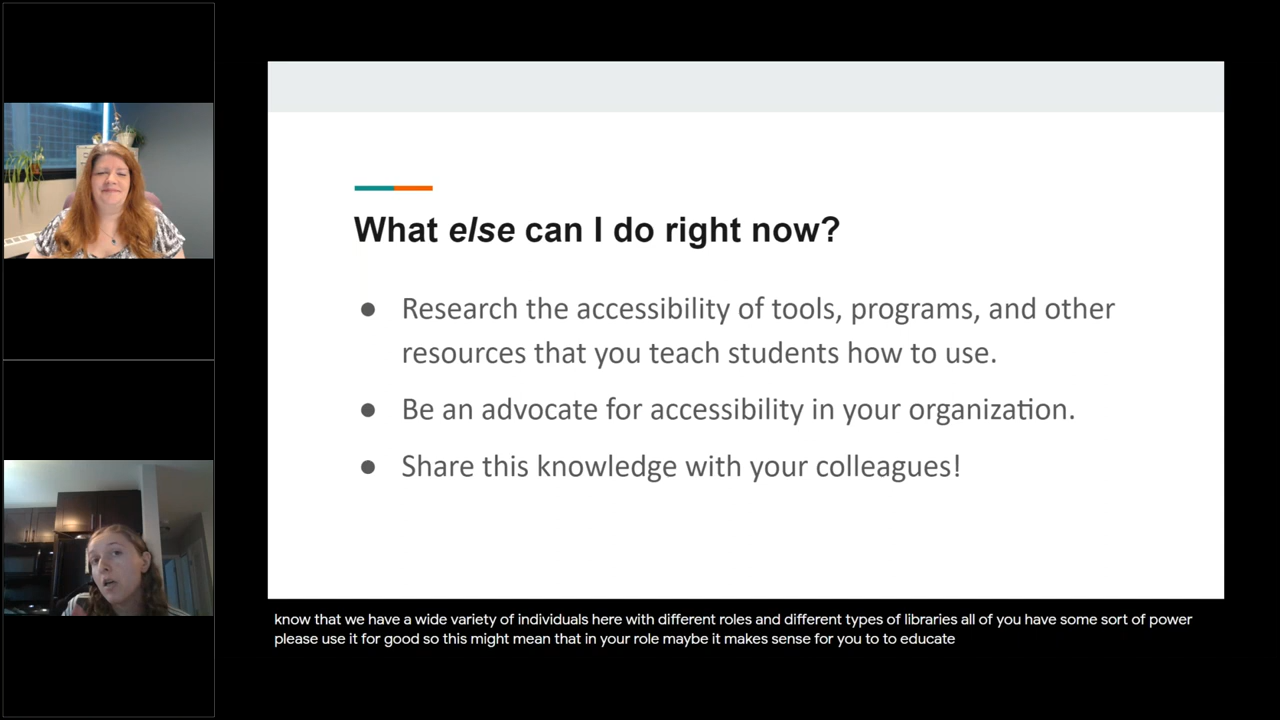 What else can I do right now?
● Research the accessibility of tools, programs, and other
resources that you teach students how to use.
● Be an advocate for accessibility in your organization.
● Share this knowledge with your colleagues!
know that we have a wide variety of individuals here with different roles and different types of libraries all of you have some sort of power
please use it for good so this might mean that in your role maybe it makes sense for you to to educate